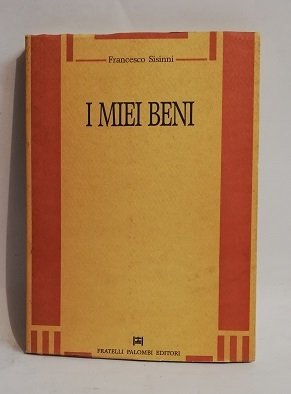 Francesco Sisinni
I MIEI BENI
FRATELLI PALOMBI EDITORI